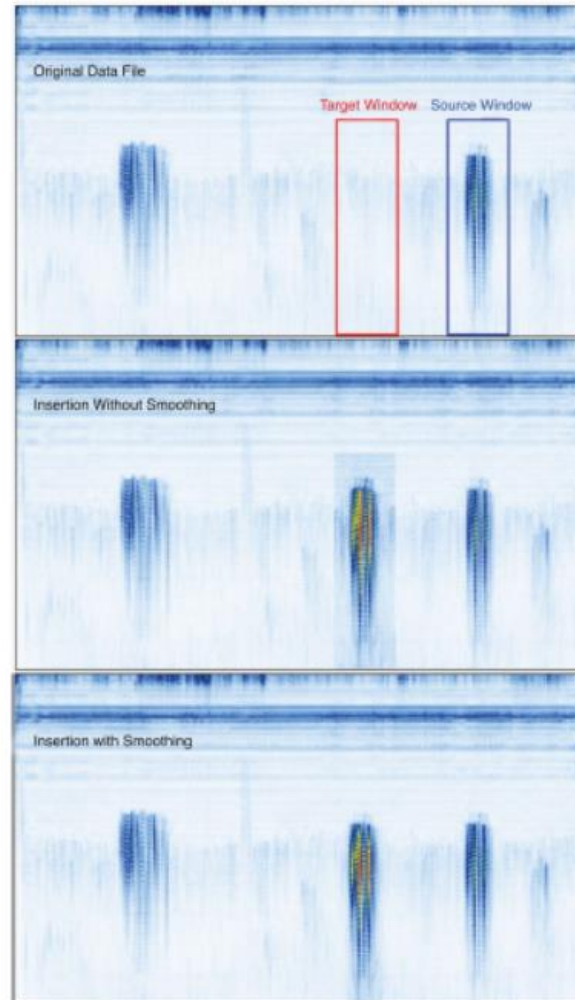 Original Data File
Target Window Source Window
Insertion Without Smoothing
Insertion with Smoothing